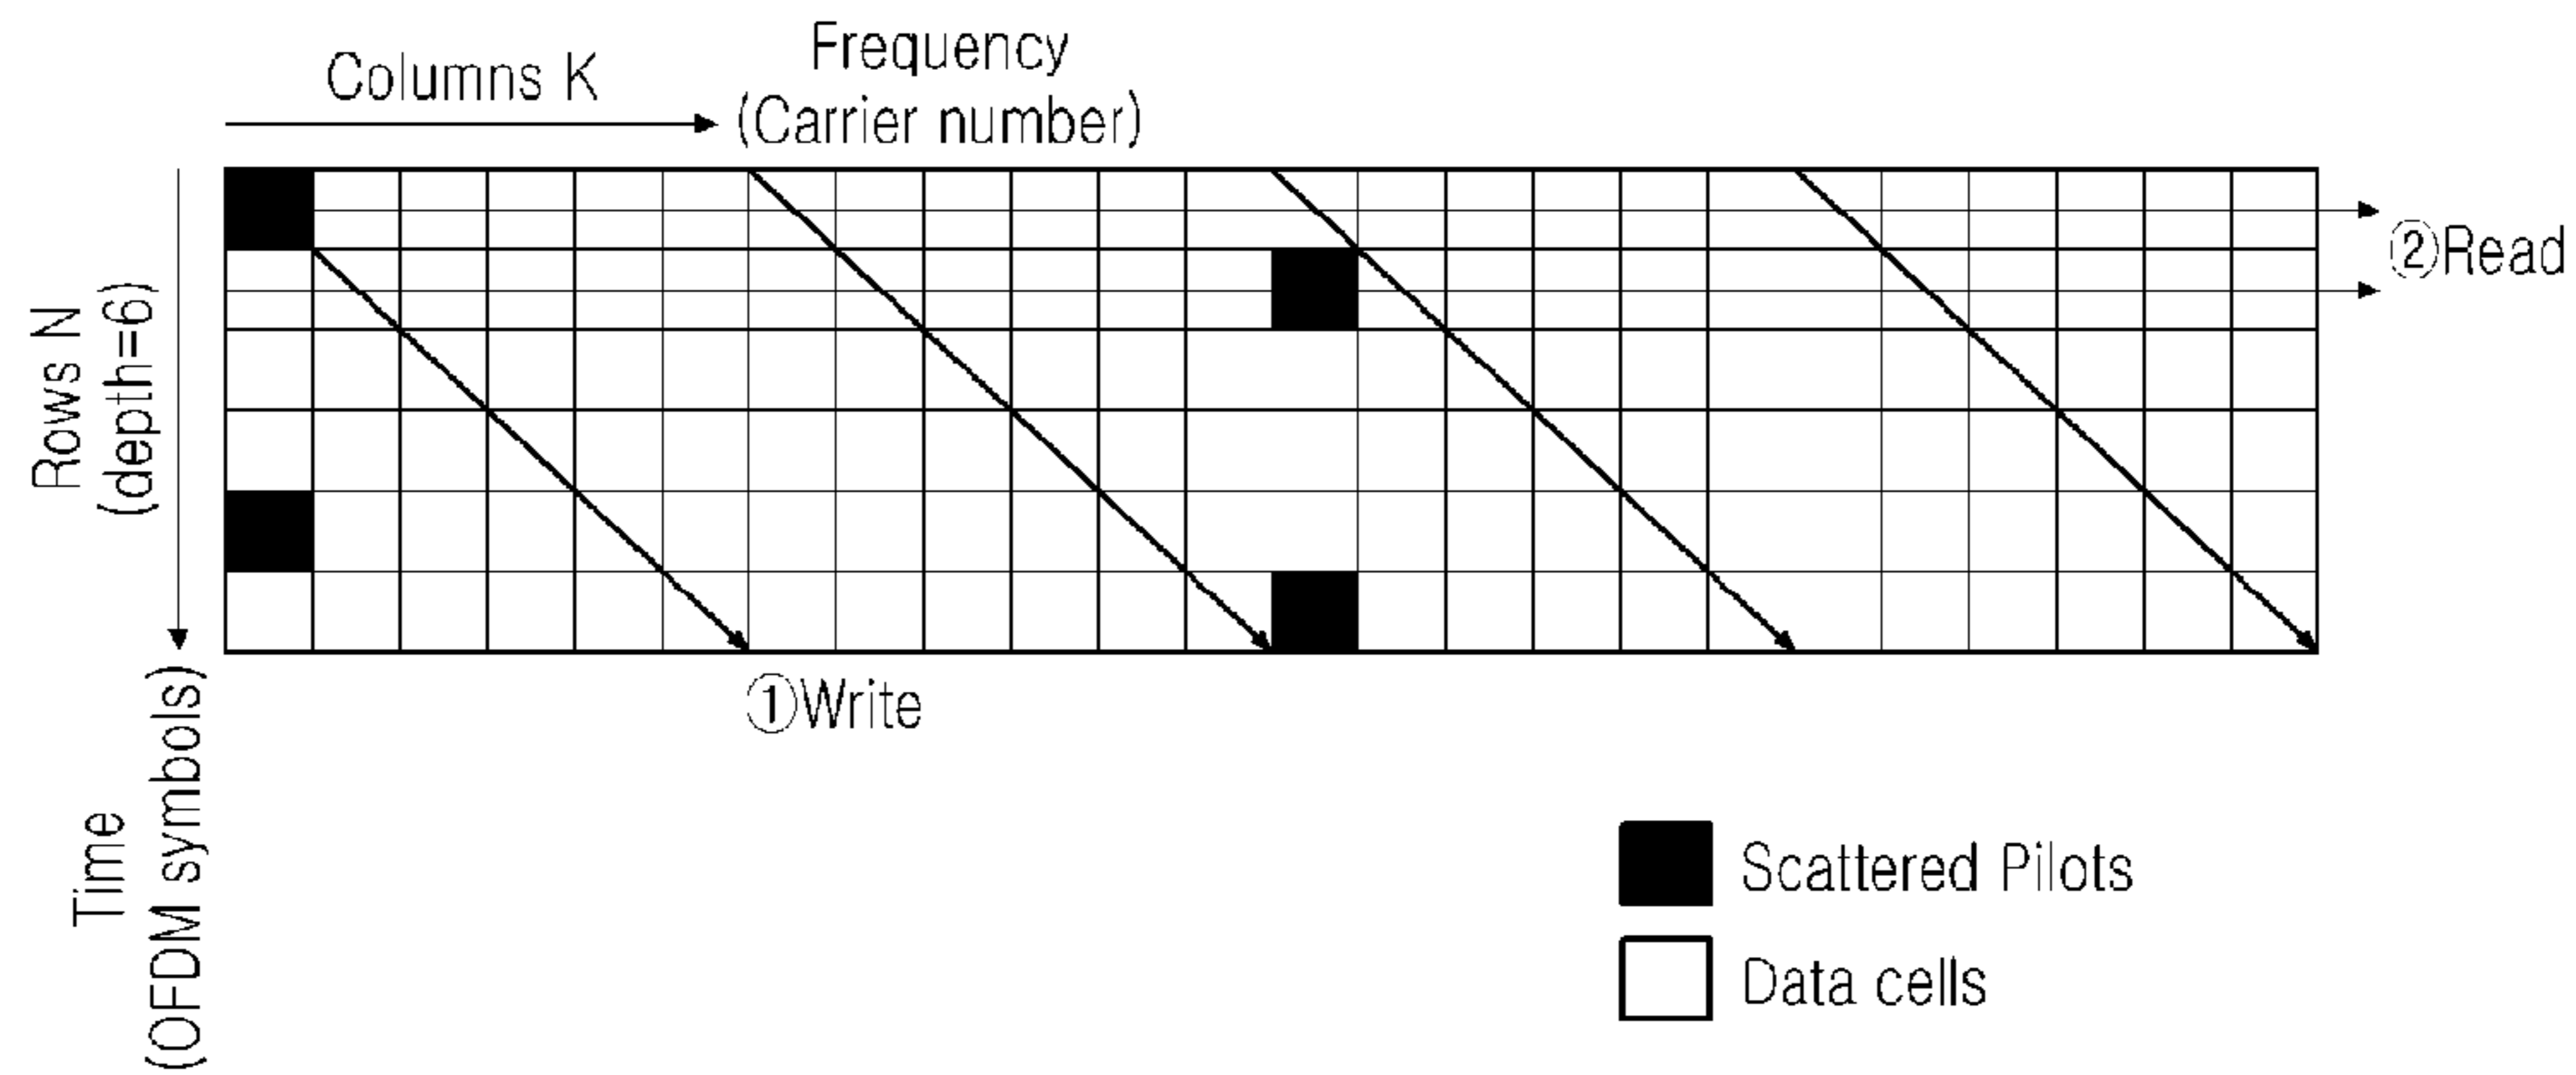 Columns K
Frequency
(Carrier number)
Rows N
(depth=6)
②Read
①Write
Time
(OFDM symbols)
Scattered Pilots
Data cells